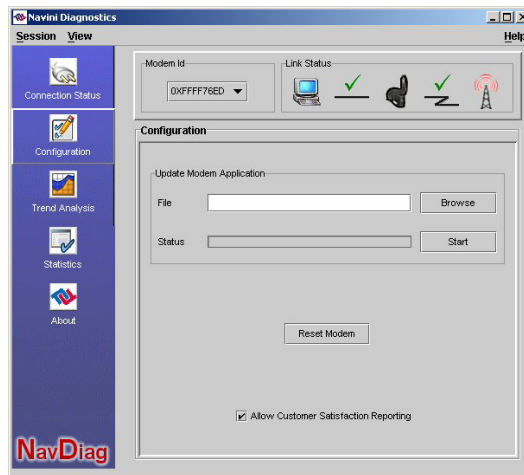 Navini Diagnostics
Session View Help
Connection Status
Configuration
Trend Analysis
Statistics
About
NavDiag
Modem Id
0XFFFF76ED
Link Status
Configuration
Update Modem Application
File Browse
Status Start
Reset Modem
Allow Customer Satisfaction Reporting